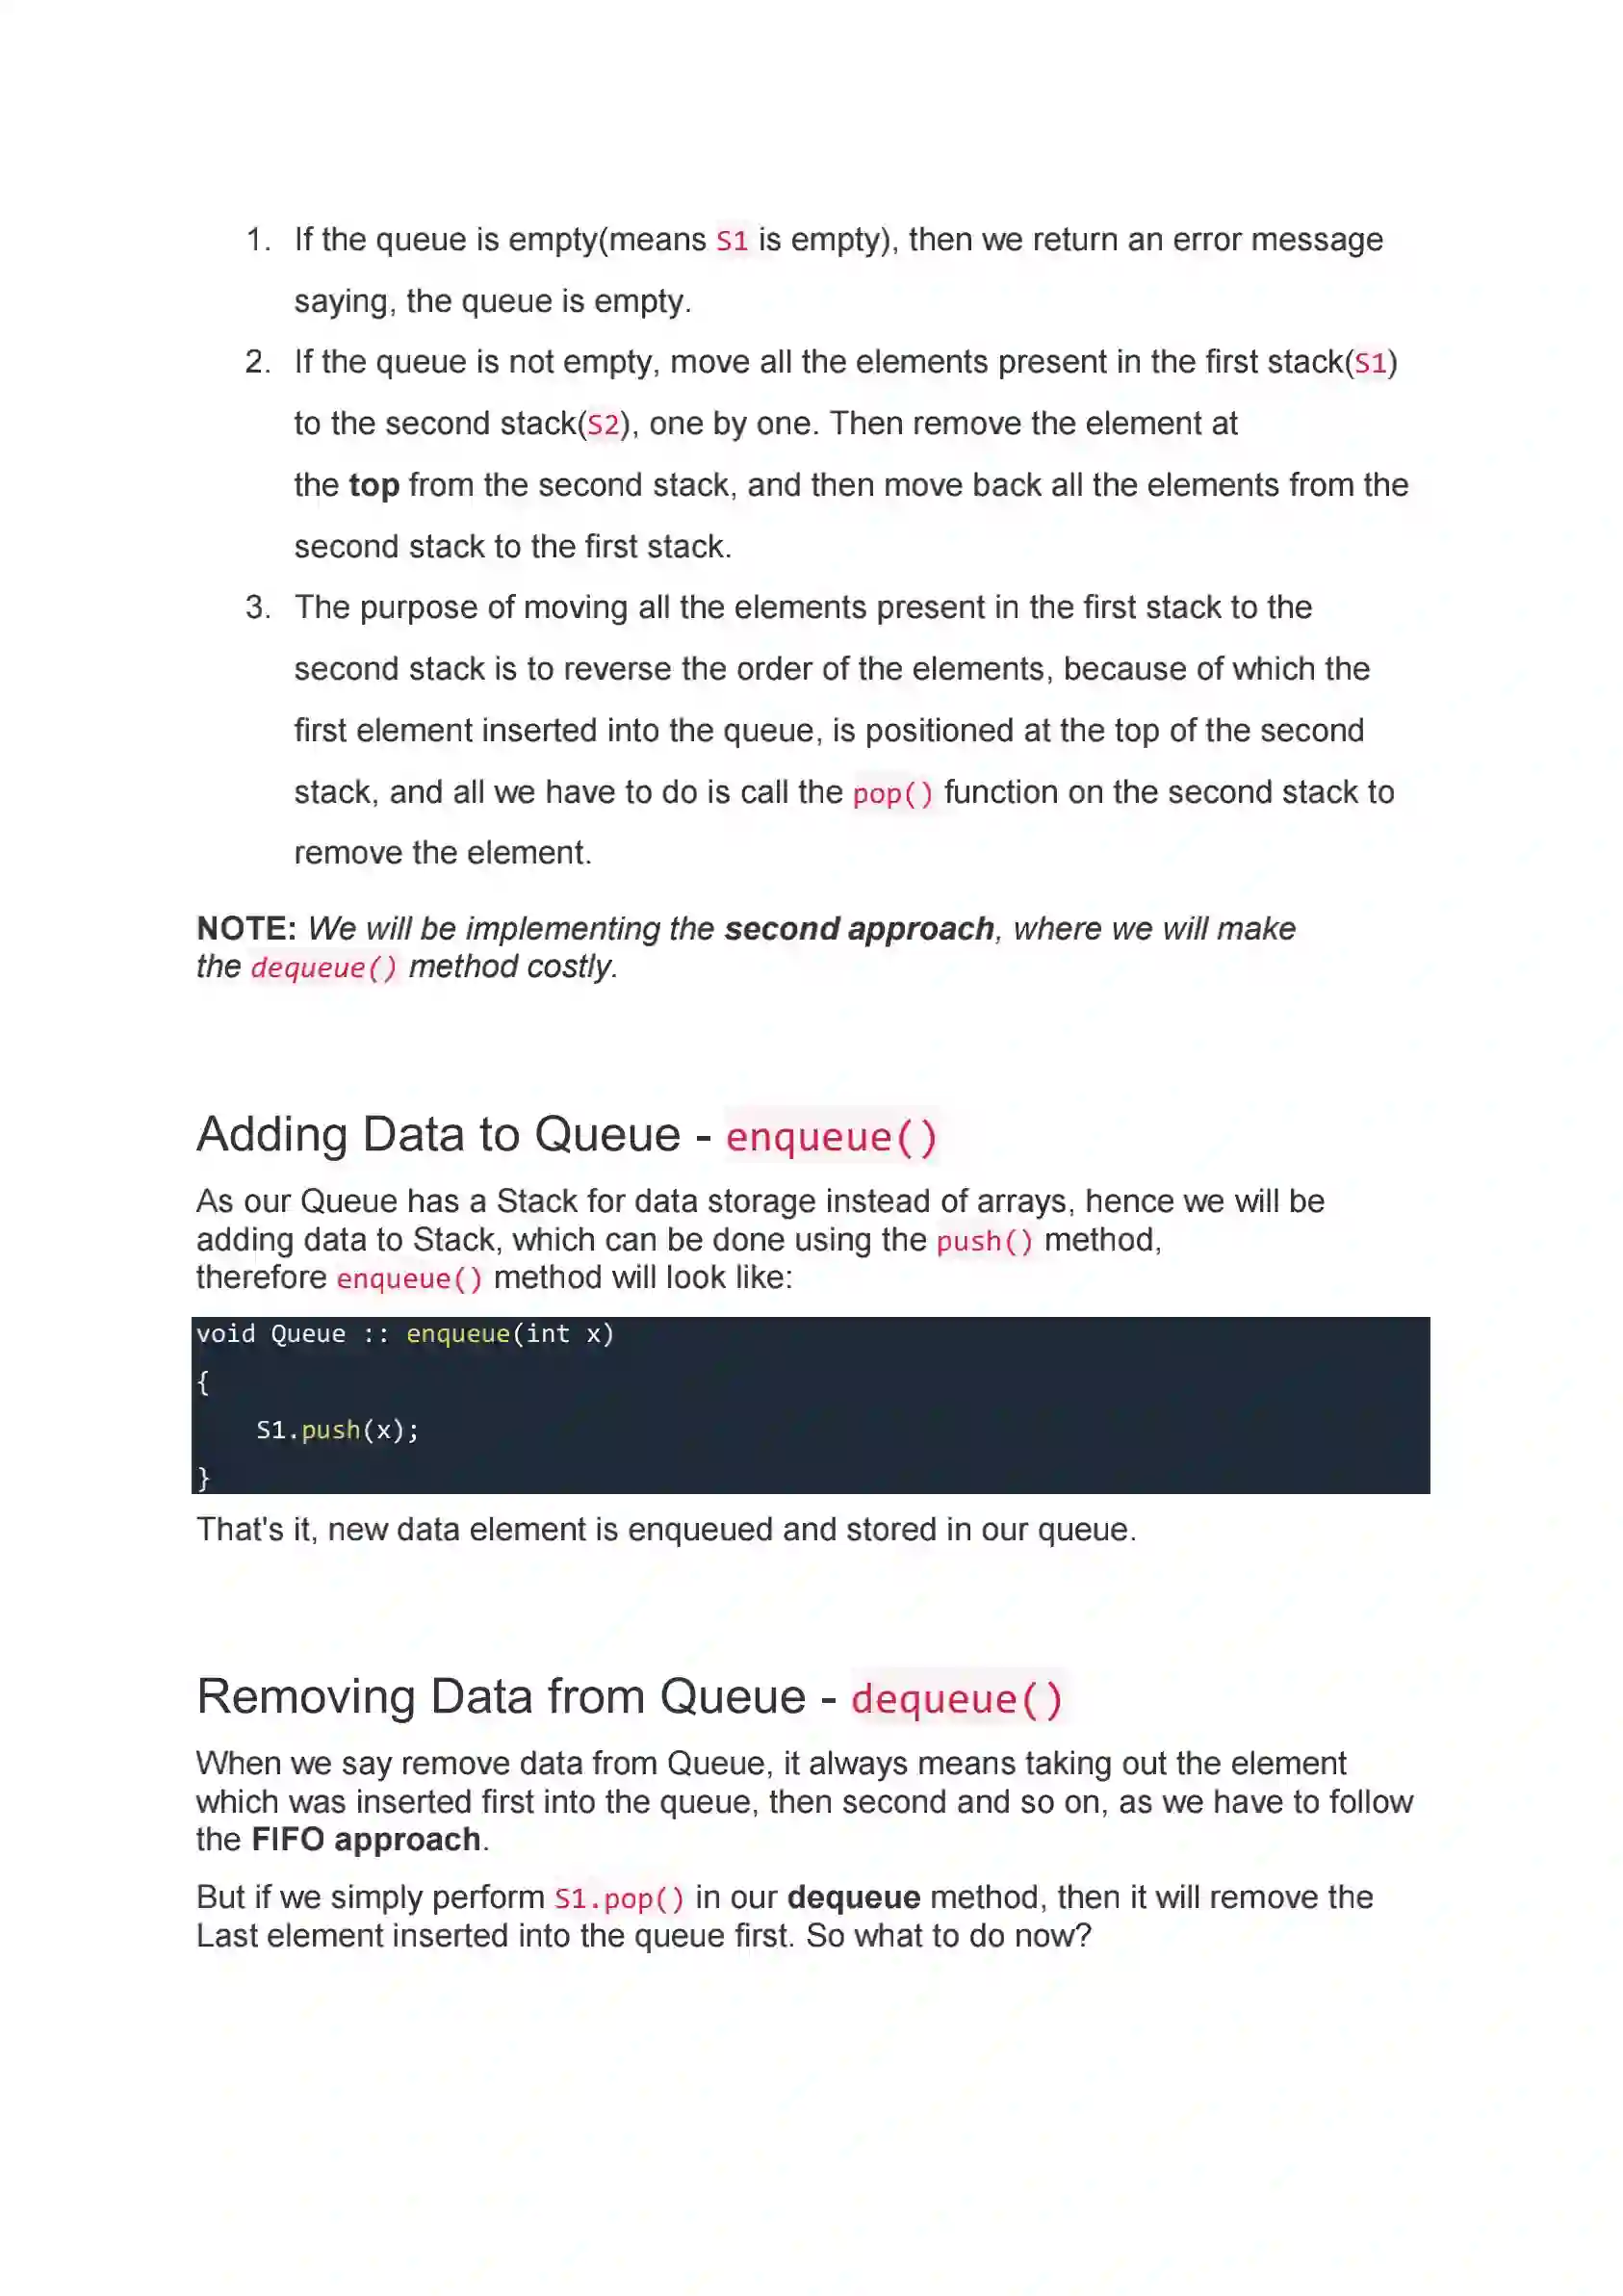 1. If the queue is empty(means S1 is empty), then we return an error message
saying, the queue is empty.
2. If the queue is not empty, move all the elements present in the first stack(S1)
to the second stack(S2), one by one. Then remove the element at
the top from the second stack, and then move back all the elements from the
second stack to the first stack.
3. The purpose of moving all the elements present in the first stack to the
second stack is to reverse the order of the elements, because of which the
first element inserted into the queue, is positioned at the top of the second
stack, and all we have to do is call the pop() function on the second stack to
remove the element.
NOTE: We will be implementing the second approach, where we will make
the dequeue() method costly.
Adding Data to Queue - enqueue()
As our Queue has a Stack for data storage instead of arrays, hence we will be
adding data to Stack, which can be done using the push() method,
therefore enqueue() method will look like:
void Queue :: enqueue(int x)
{
    S1.push(x);
}
That's it, new data element is enqueued and stored in our queue.
Removing Data from Queue - dequeue()
When we say remove data from Queue, it always means taking out the element
which was inserted first into the queue, then second and so on, as we have to follow
the FIFO approach.
But if we simply perform S1.pop() in our dequeue method, then it will remove the
Last element inserted into the queue first. So what to do now?